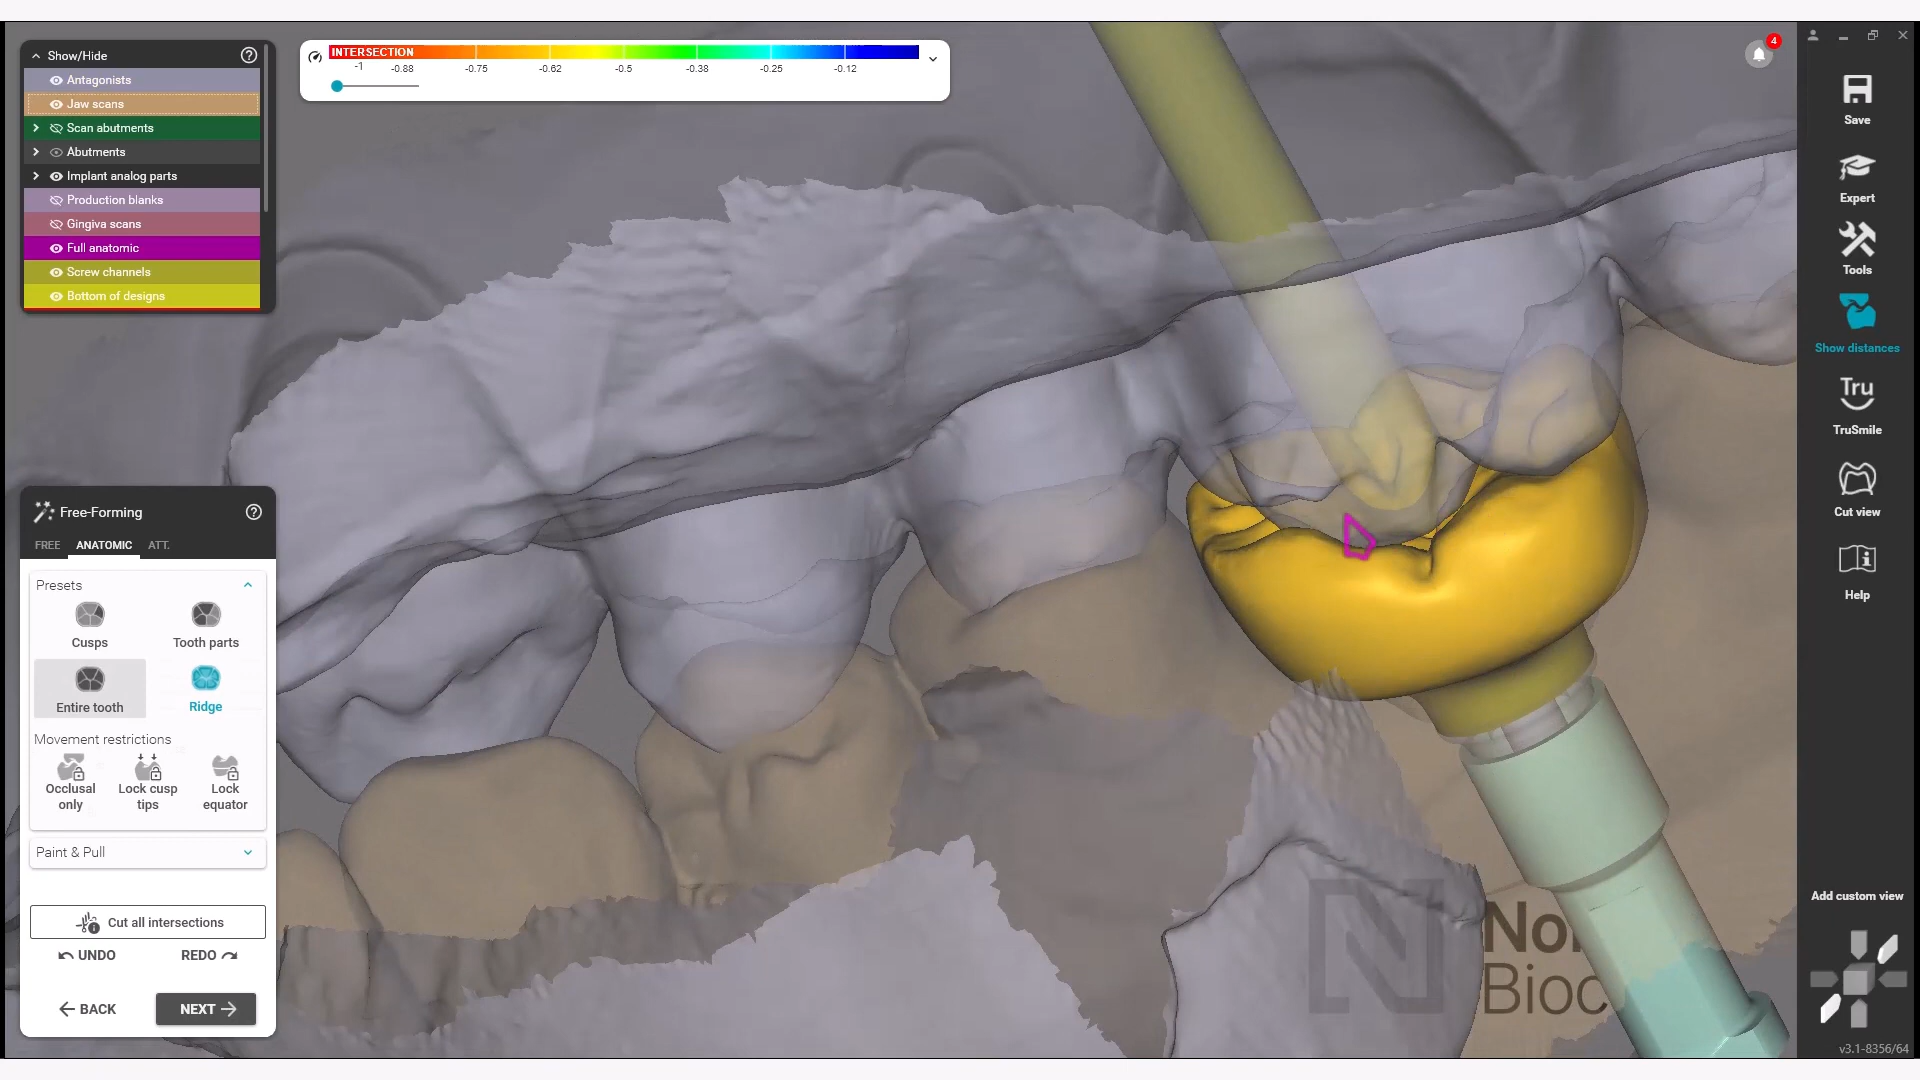 Show/Hide
Antagonists
Jaw scans
Scan abutments
Abutments
Implant analog parts
Production blanks
Gingiva scans
Full anatomic
Screw channels
Bottom of designs
INTERSECTION
-1 -0.88 -0.75 -0.62 -0.5 -0.38 -0.25 -0.12
4
Save
Expert
Tools
Show distances
Tru
TruSmile
Cut view
Help
Add custom view
v3.1-8356/64
Free-Forming
FREE ANATOMIC ATT.
Presets
Cusps Tooth parts
Entire tooth Ridge
Movement restrictions
Occlusal only
Lock cusp tips
Lock equator
Paint & Pull
Cut all intersections
UNDO REDO
BACK NEXT